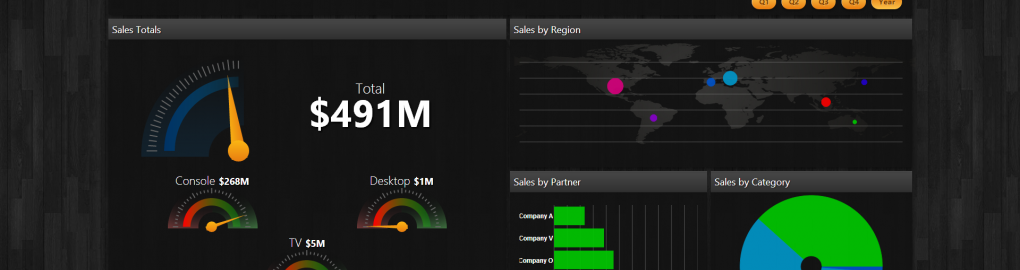 Q1 Q2 Q3 Q4 Year
Sales Totals
Sales by Region
Total
$491M
Console $268M
Desktop $1M
TV $5M
Sales by Partner
Sales by Category
Company A
Company V
Company O